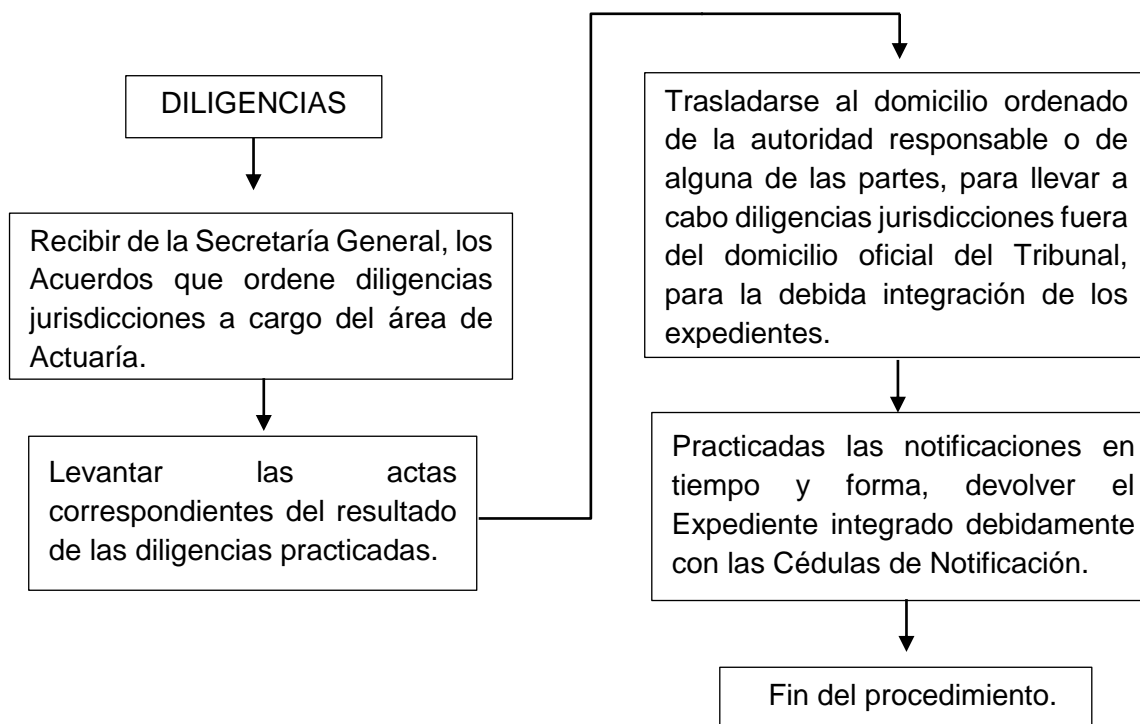 DILIGENCIAS
Recibir de la Secretaría General, los
Acuerdos que ordene diligencias
jurisdicciones a cargo del área de
Actuaría.
Levantar las actas
correspondientes del resultado
de las diligencias practicadas.
Trasladarse al domicilio ordenado
de la autoridad responsable o de
alguna de las partes, para llevar a
cabo diligencias jurisdicciones fuera
del domicilio oficial del Tribunal,
para la debida integración de los
expedientes.
Practicadas las notificaciones en
tiempo y forma, devolver el
Expediente integrado debidamente
con las Cédulas de Notificación.
Fin del procedimiento.